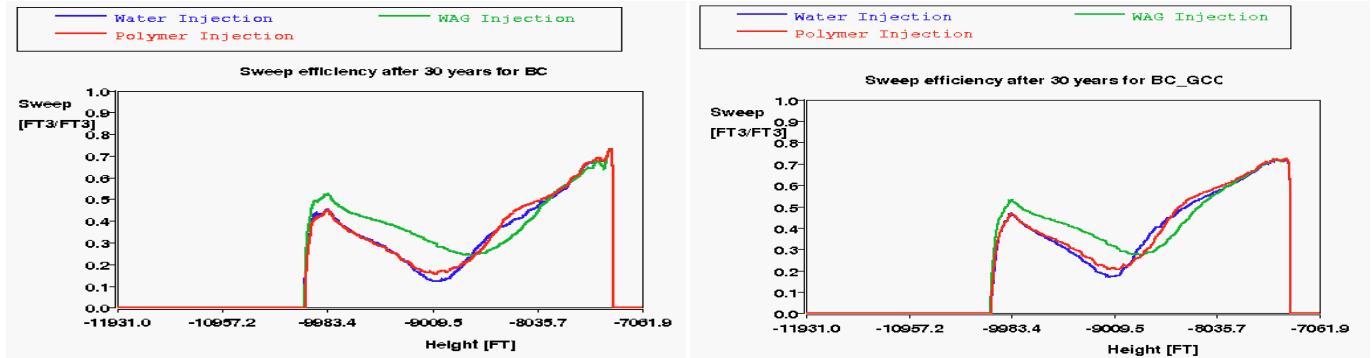 Water Injection
WAG Injection
Polymer Injection
Sweep efficiency after 30 years for BC
Sweep
[FT3/FT3]
1.0
0.9
0.8
0.7
0.6
0.5
0.4
0.3
0.2
0.1
0.0
-11931.0 -10957.2 -9983.4 -9009.5 -8035.7 -7061.9
Height [FT]
Water Injection
WAG Injection
Polymer Injection
Sweep efficiency after 30 years for BC_GCC
Sweep
[FT3/FT3]
1.0
0.9
0.8
0.7
0.6
0.5
0.4
0.3
0.2
0.1
0.0
-11931.0 -10957.2 -9983.4 -9009.5 -8035.7 -7061.9
Height [FT]